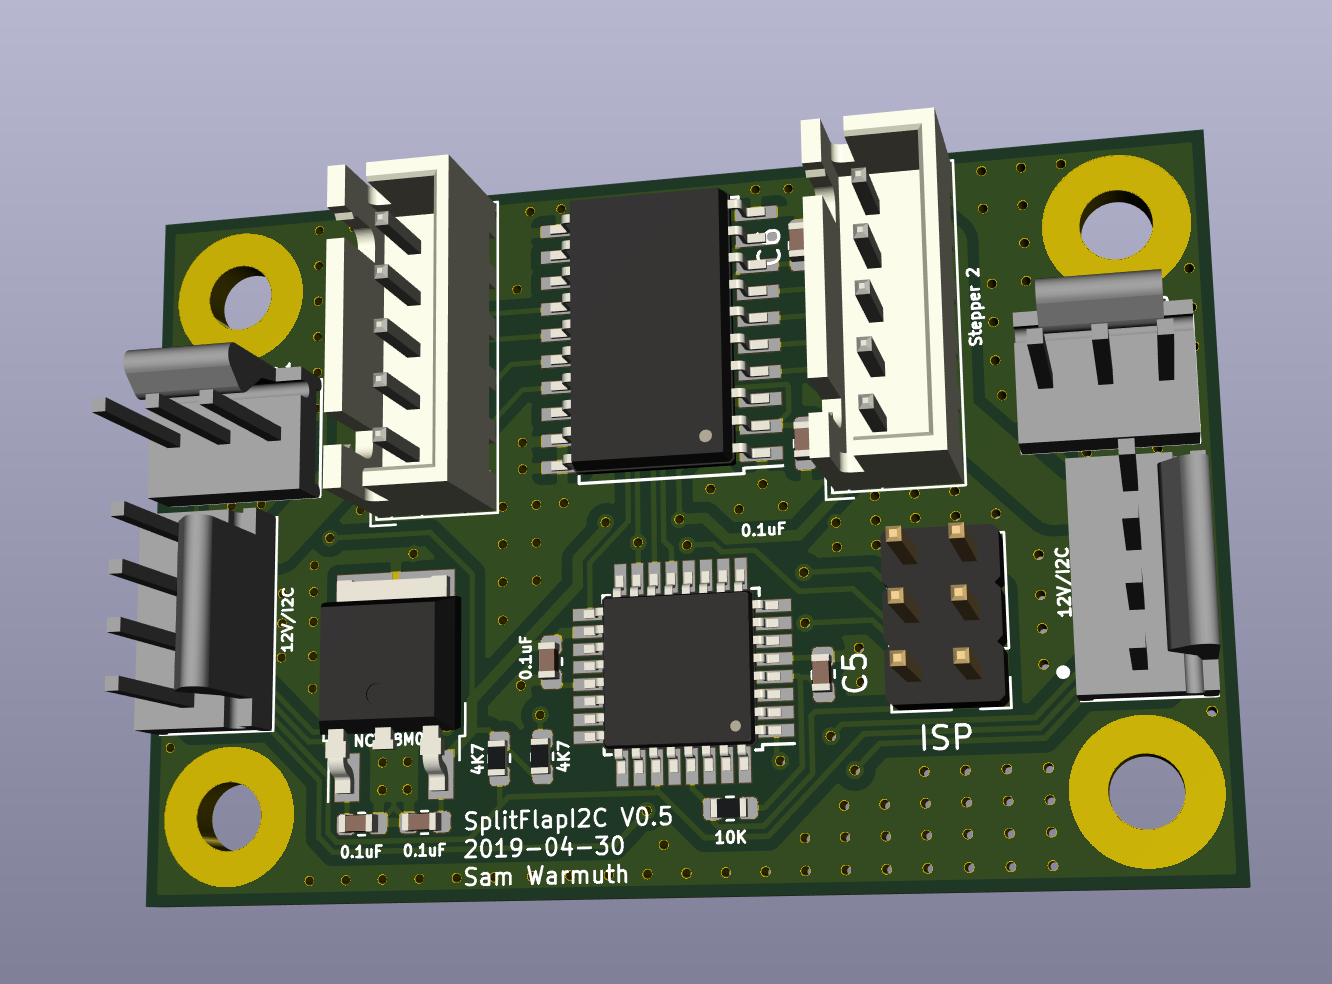 C6
Stepper 2
0.1uF
12V/I2C
12V/I2C
0.1uF
C5
ISP
4K7
4K7
SplitFlapI2C V0.5
2019-04-30
Sam Warmuth
0.1uF
0.1uF
10K